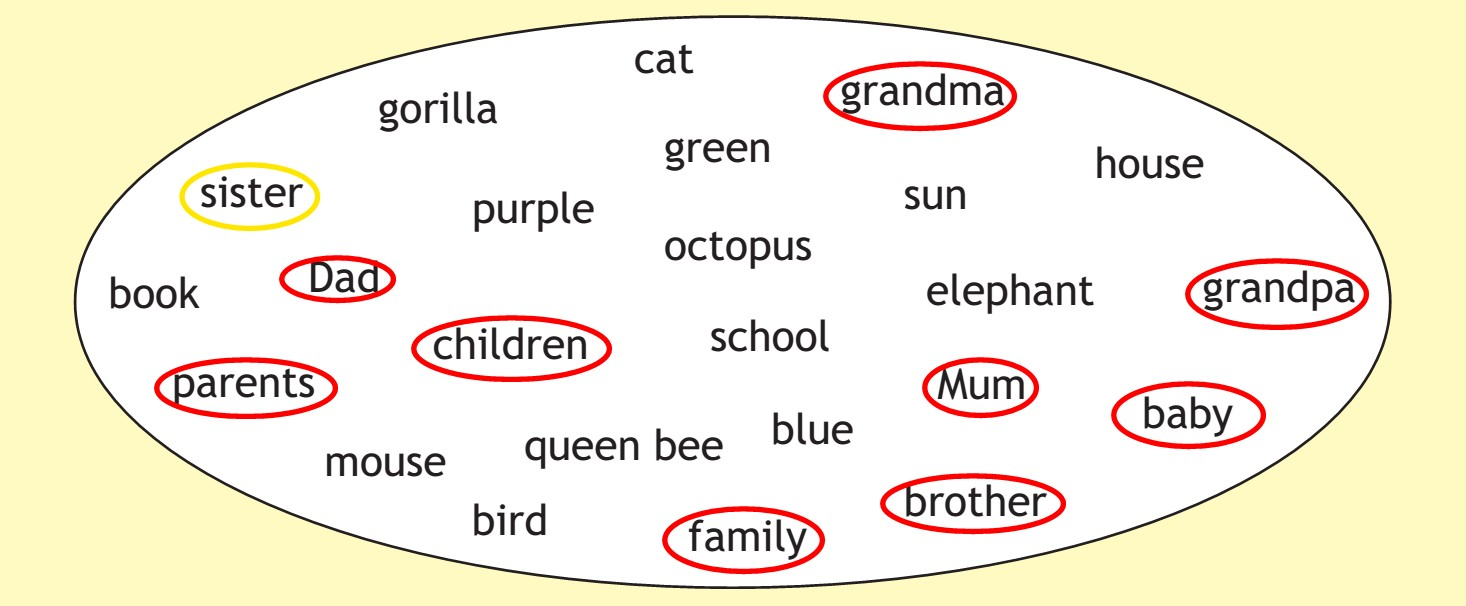 cat
grandma
gorilla
green
house
sister
sun
purple
octopus
Dad
book
elephant
grandpa
children
school
parents
Mum
baby
blue
queen bee
mouse
brother
bird
family